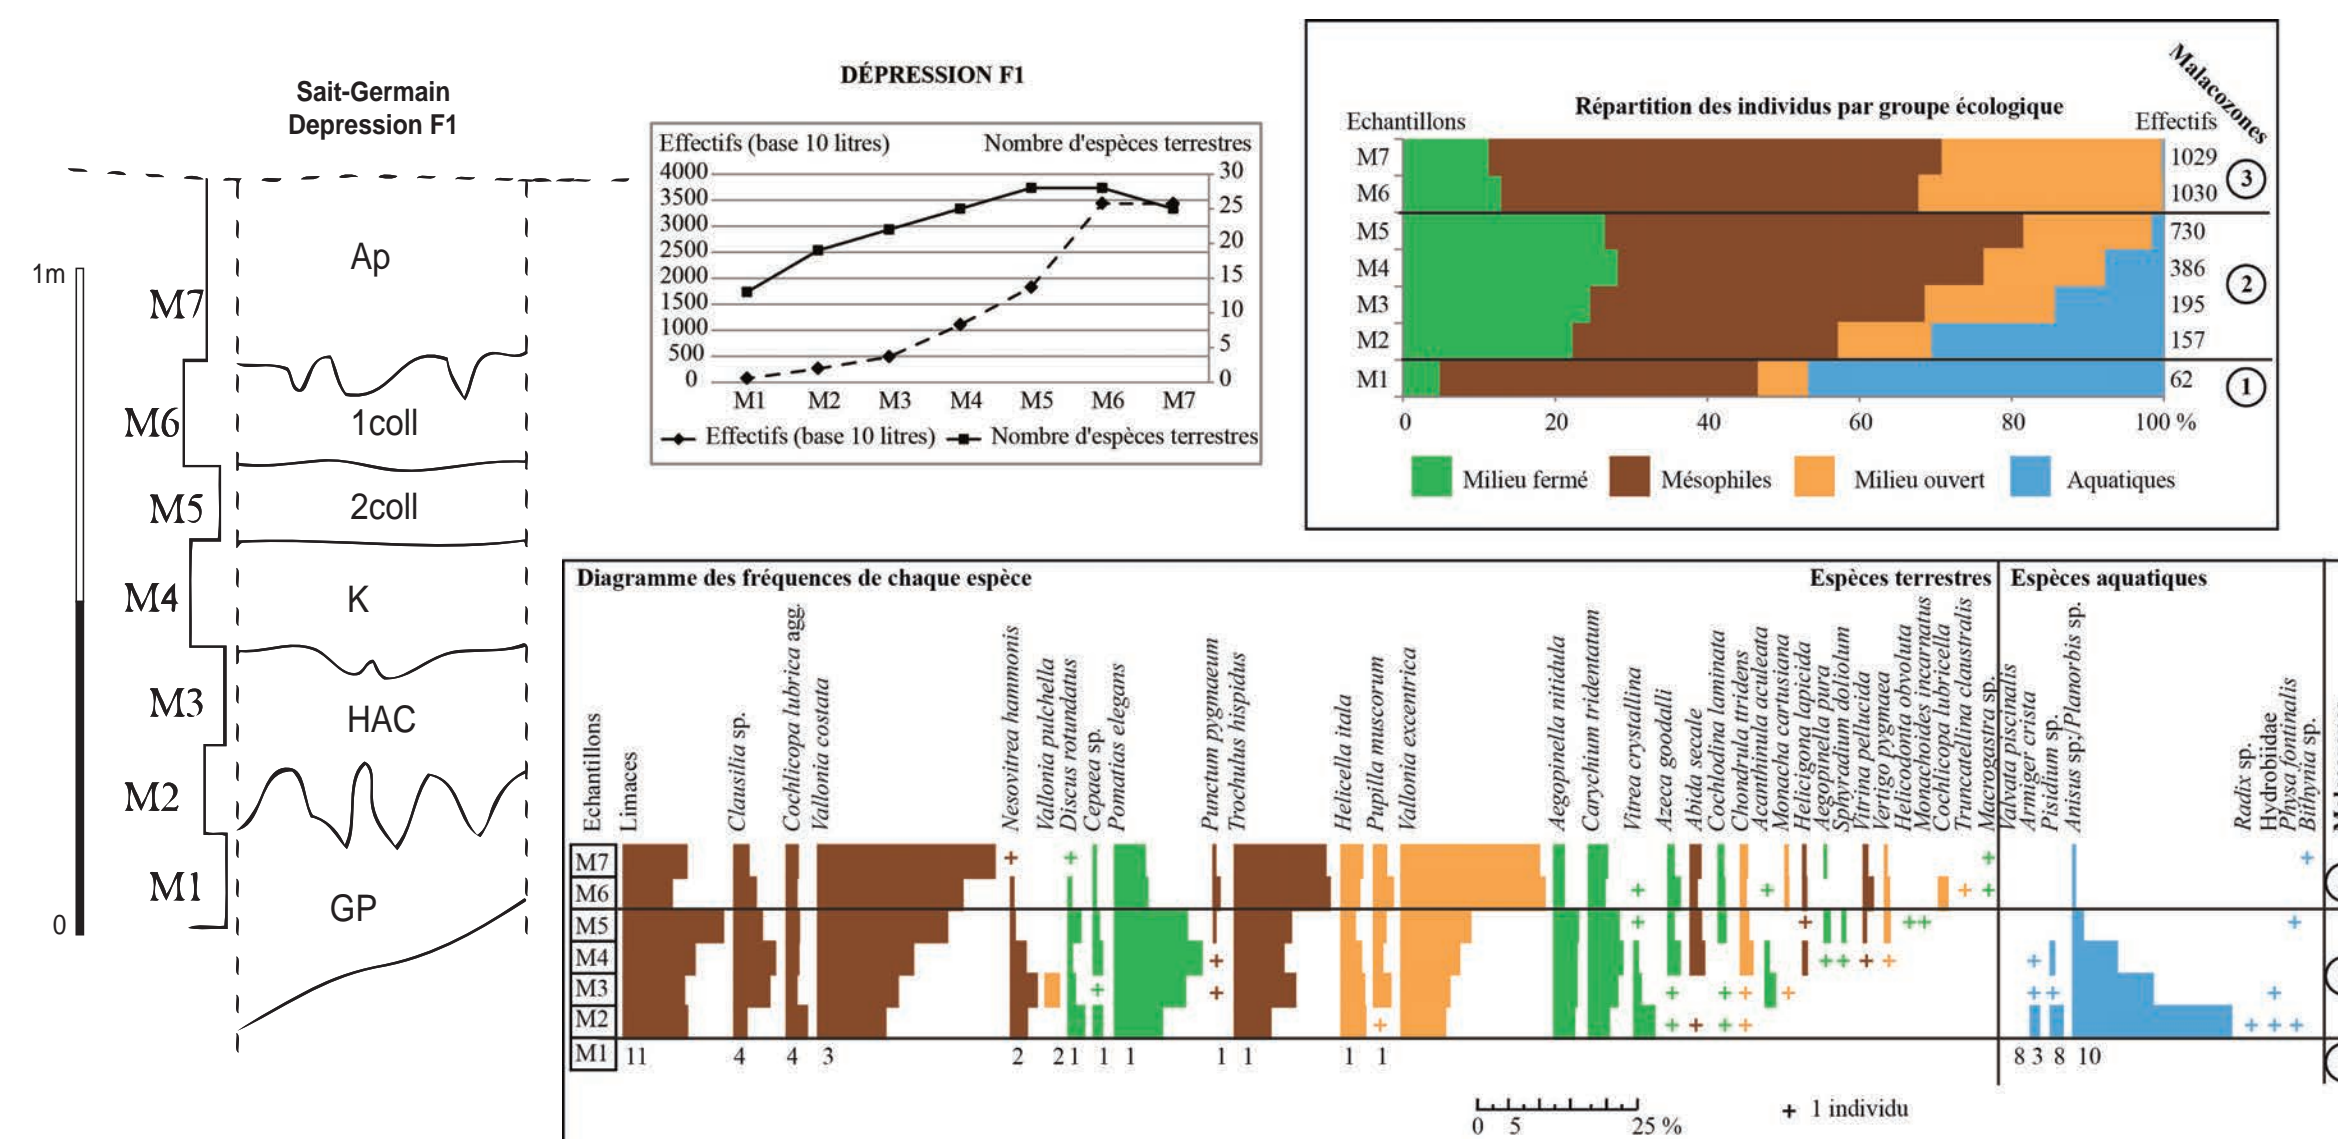 Sait-Germain
Depression F1
1m
0
M7
M6
M5
M4
M3
M2
M1
Ap
1coll
2coll
K
HAC
GP
DÉPRESSION F1
Effectifs (base 10 litres) Nombre d'espèces terrestres
4000 30
3500 25
3000
2500 20
2000 15
1500 10
1000
500 5
0 0
M1 M2 M3 M4 M5 M6 M7
Effectifs (base 10 litres) Nombre d'espèces terrestres
Répartition des individus par groupe écologique
Echantillons Effectifs Malacozones
M7 1029
M6 1030 3
M5 730
M4 386 2
M3 195
M2 157
M1 62 1
0 20 40 60 80 100 %
Milieu fermé Mésophiles Milieu ouvert Aquatiques
Diagramme des fréquences de chaque espèce Espèces terrestres Espèces aquatiques
Echantillons
Limaces
Clausilia sp.
Cochlicopa lubrica agg.
Vallonia costata
Nesovitrea hammonis
Vallonia pulchella
Discus rotundatus
Cepaea sp.
Pomatias elegans
Punctum pygmaeum
Trochulus hispidus
Helicella itala
Pupilla muscorum
Vallonia excentrica
Aegopinella nitidula
Carychium tridentatum
Vitrea crystallina
Azeca goodalli
Abida secale
Cochlodina laminata
Chondrula tridens
Acanthinula aculeata
Monacha cartusiana
Helicigona lapicida
Aegopinella pura
Sphyradium doliolum
Vitrina pellucida
Vertigo pygmaea
Helicodonta obvoluta
Monachoides incarnatus
Cochlicopa lubricella
Truncatellina claustralis
Macrogastra sp.
Valvata piscinalis
Armiger crista
Pisidium sp.
Anisus sp./Planorbis sp.
Radix sp.
Hydrobiidae
Physa fontinalis
Bithynia sp.
M7
M6
M5
M4
M3
M2
M1 11 4 4 3 2 2 1 1 1 1 1 1 1 8 3 8 10
0 5 25 %
+ 1 individu